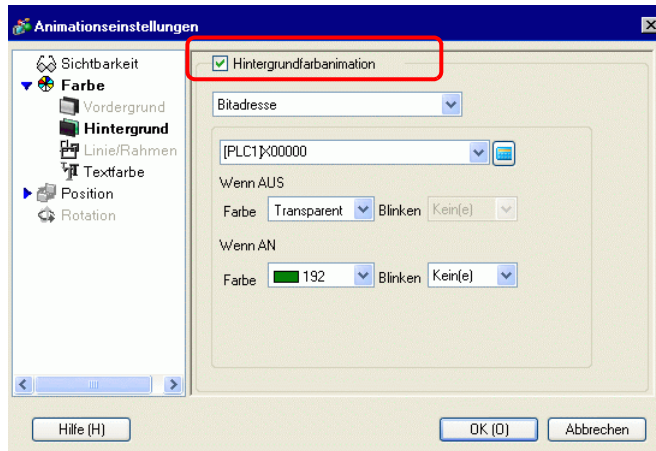 Animationseinstellungen
Sichtbarkeit
Farbe
Vordergrund
Hintergrund
Linie/Rahmen
Textfarbe
Position
Rotation
Hintergrundfarbanimation
Bitadresse
[PLC1]X00000
Wenn AUS
Farbe Transparent Blinken Kein(e)
Wenn AN
Farbe 192 Blinken Kein(e)
Hilfe (H) OK (O) Abbrechen